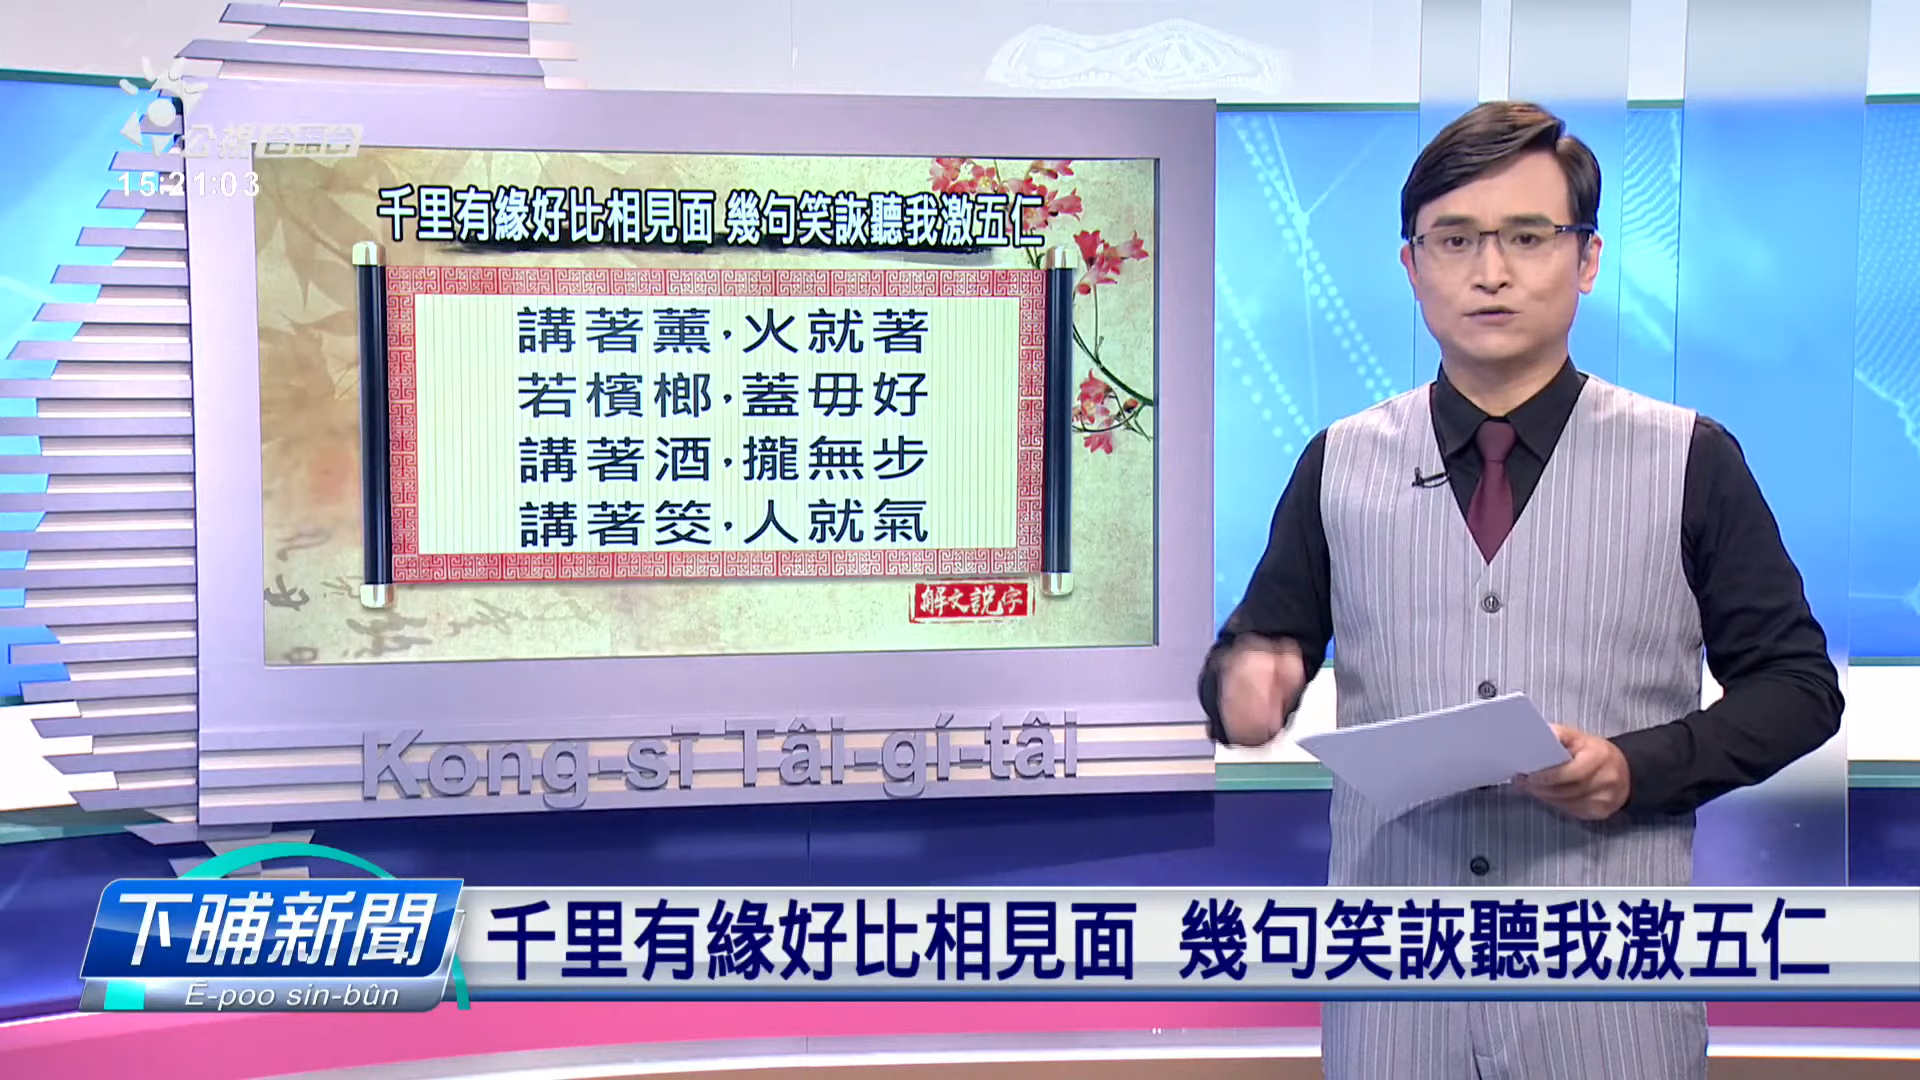 公視台語台
15:21:03
千里有緣好比相見面 幾句笑詼聽我激五仁
講著薰,火就著
若檳榔,蓋毋好
講著酒,攏無步
講著筊,人就氣
解文說字
Kong-sī Tâi-gí-tâi
下晡新聞
Ē-poo sin-bûn
千里有緣好比相見面 幾句笑詼聽我激五仁